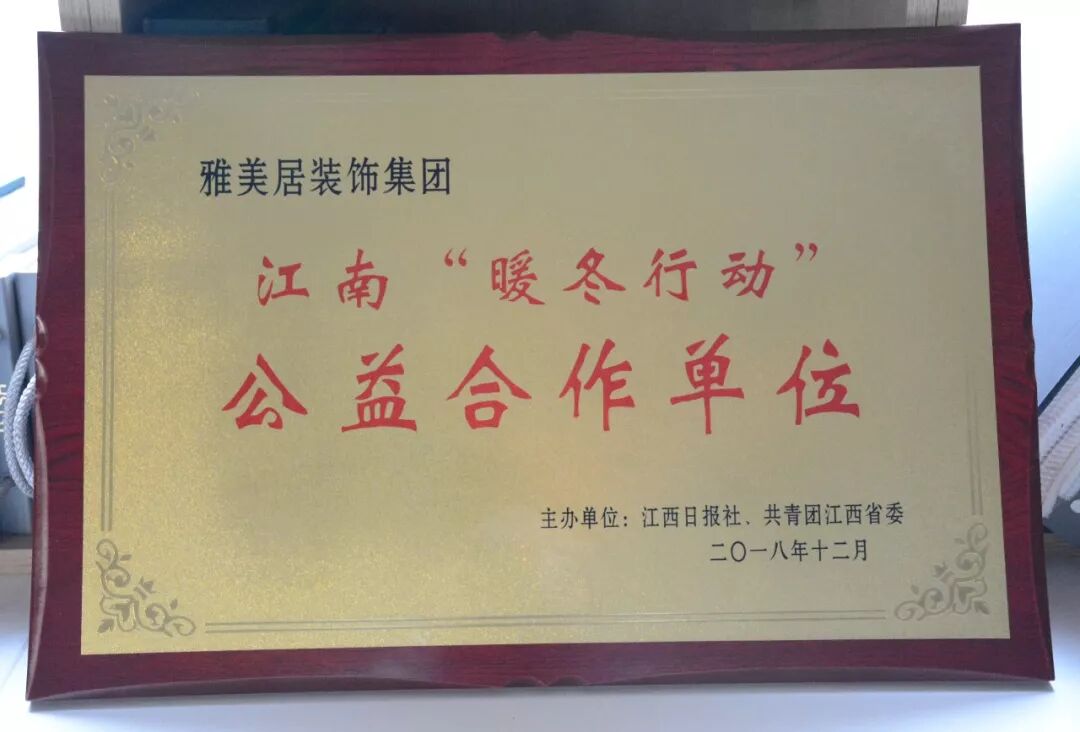 雅美居装饰集团
江南“暖冬行动”
公益合作单位
主办单位：江西日报社、共青团江西省委
二〇一八年十二月